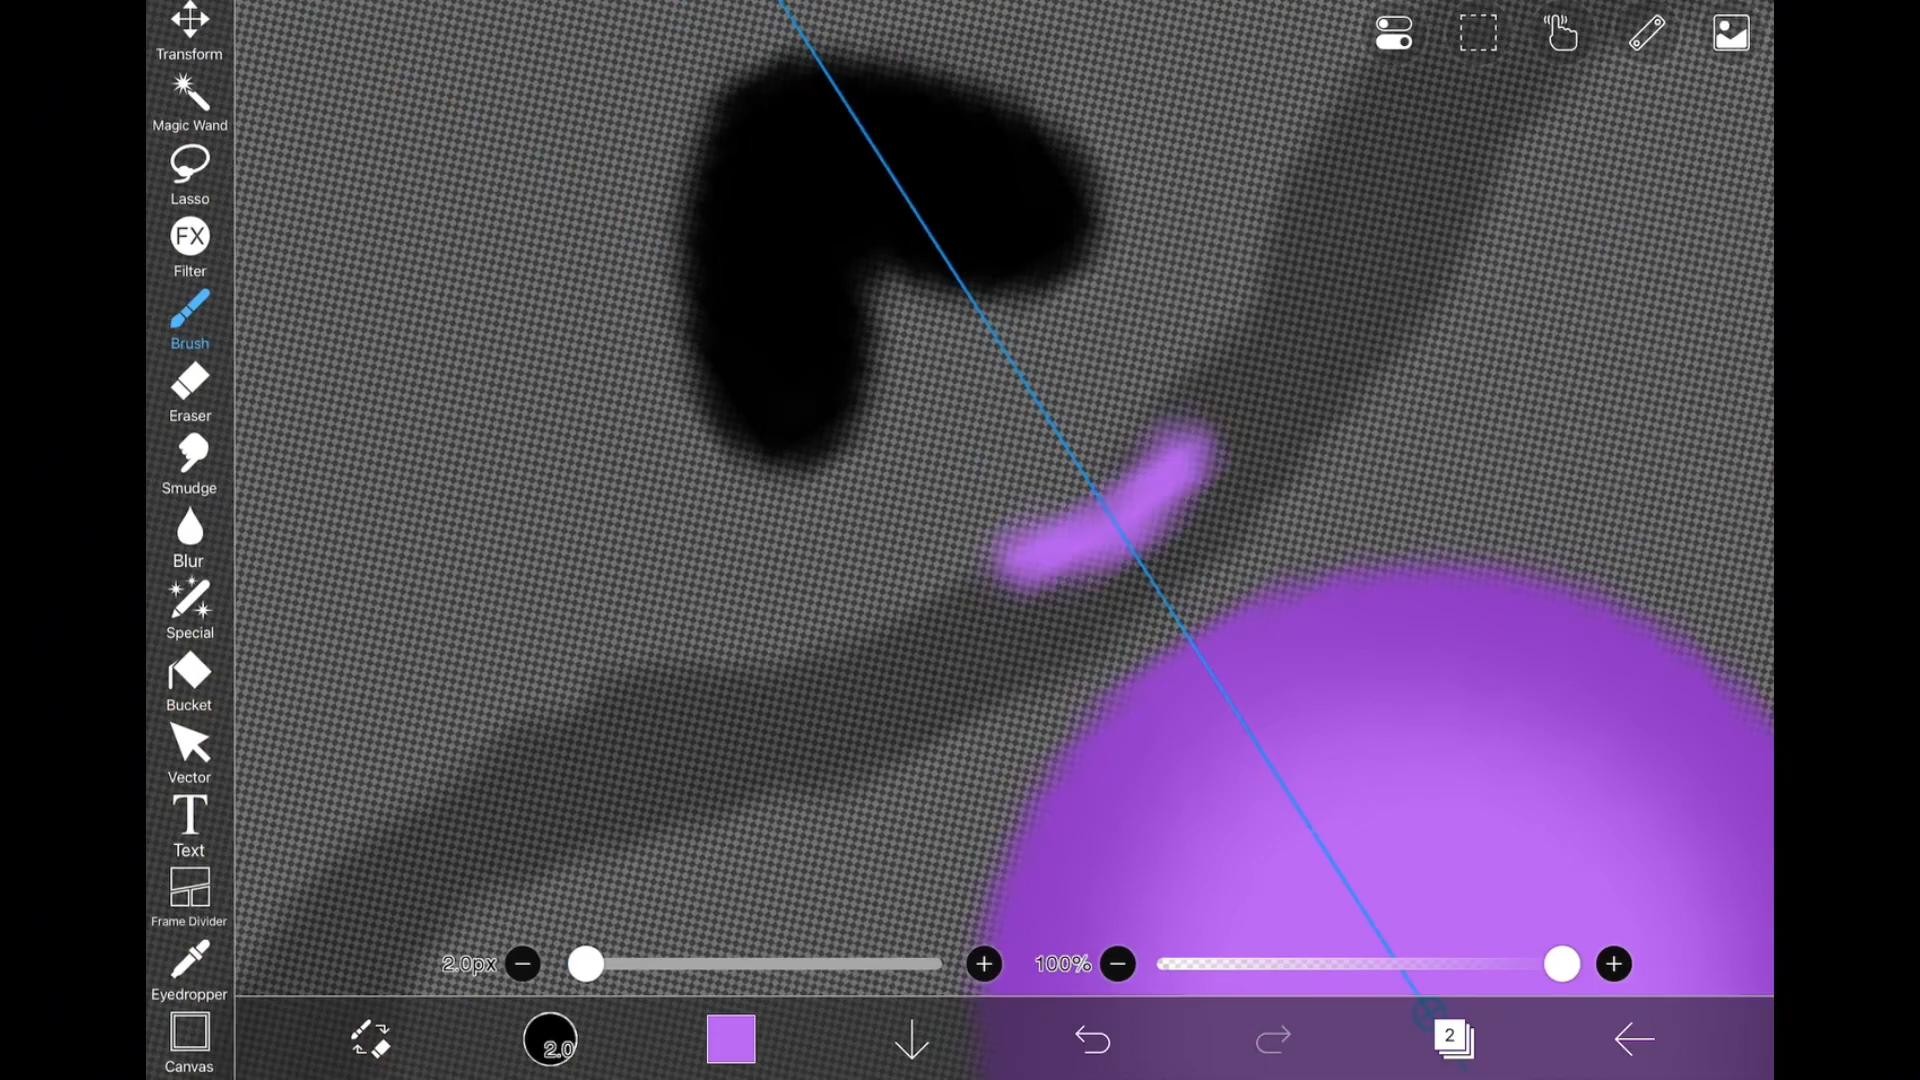 Transform
Magic Wand
Lasso
FX
Filter
Brush
Eraser
Smudge
Blur
Special
Bucket
Vector
T
Text
Frame Divider
Eyedropper
Canvas
2.0px
100%
2.0
2